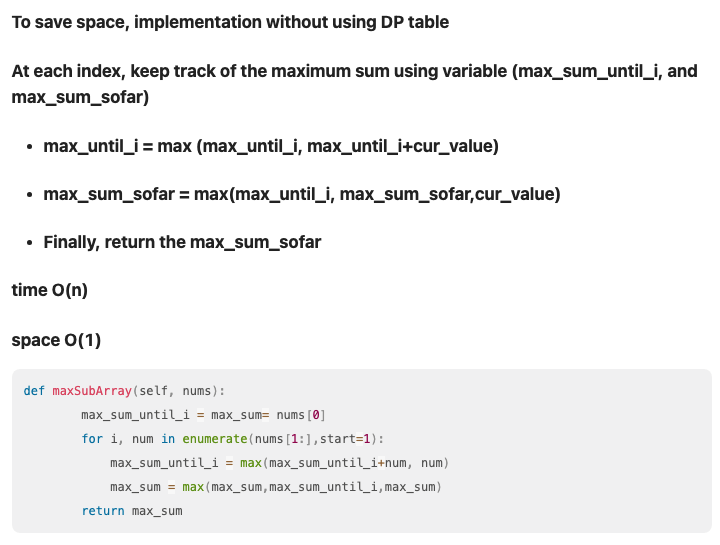 To save space, implementation without using DP table
At each index, keep track of the maximum sum using variable (max_sum_until_i, and
max_sum_sofar)
• max_until_i = max (max_until_i, max_until_i+cur_value)
• max_sum_sofar = max(max_until_i, max_sum_sofar,cur_value)
• Finally, return the max_sum_sofar
time O(n)
space O(1)
def maxSubArray(self, nums):
        max_sum_until_i = max_sum= nums[0]
        for i, num in enumerate(nums[1:],start=1):
            max_sum_until_i = max(max_sum_until_i+num, num)
            max_sum = max(max_sum,max_sum_until_i,max_sum)
        return max_sum